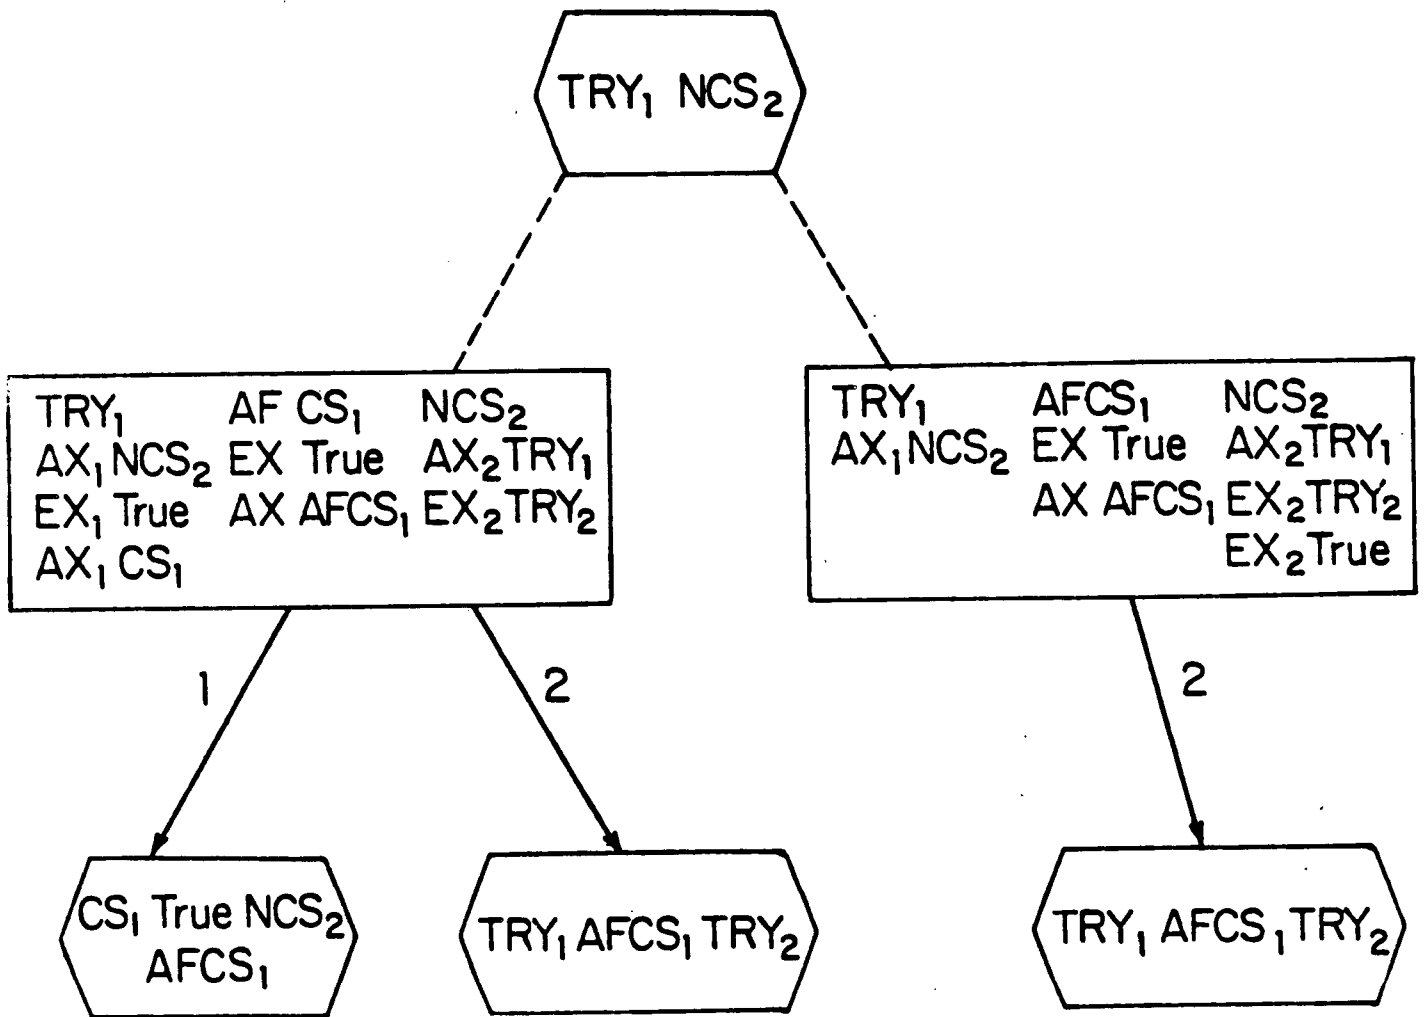 TRY₁ NCS₂
TRY₁ AF CS₁ NCS₂
AX₁NCS₂ EX True AX₂TRY₁
EX₁ True AX AFCS₁ EX₂TRY₂
AX₁ CS₁
TRY₁ AFCS₁ NCS₂
AX₁NCS₂ EX True AX₂TRY₁
AX AFCS₁ EX₂TRY₂
EX₂True
1
2
2
CS₁ True NCS₂
AFCS₁
TRY₁ AFCS₁ TRY₂
TRY₁ AFCS₁ TRY₂